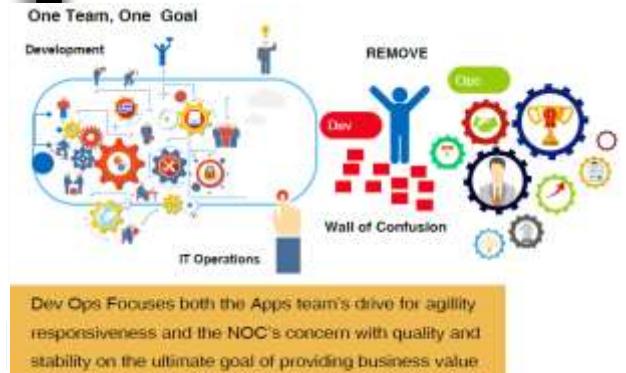 One Team, One Goal
Development
REMOVE
Ops
Dev
Wall of Confusion
IT Operations
Dev Ops Focuses both the Apps team's drive for agility
responsiveness and the NOC's concern with quality and
stability on the ultimate goal of providing business value